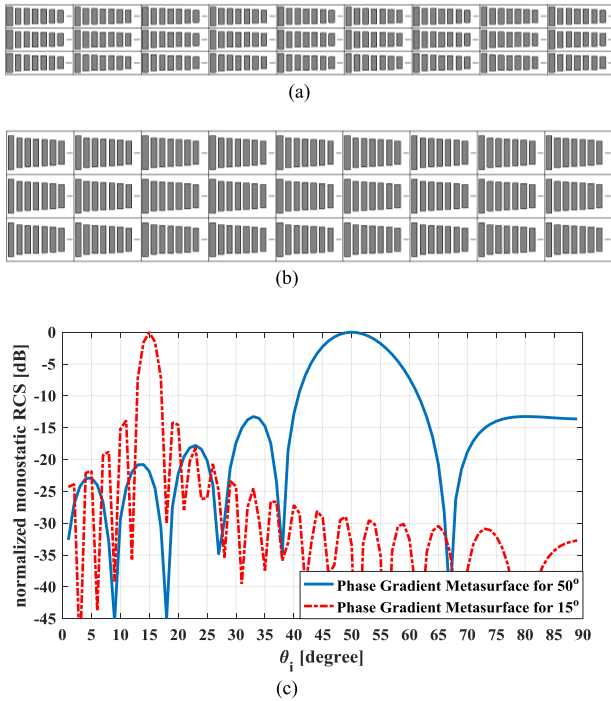 (a)
(b)
normalized monostatic RCS [dB]
0
-5
-10
-15
-20
-25
-30
-35
-40
-45
Phase Gradient Metasurface for 50°
Phase Gradient Metasurface for 15°
0 5 10 15 20 25 30 35 40 45 50 55 60 65 70 75 80 85 90
θi [degree]
(c)